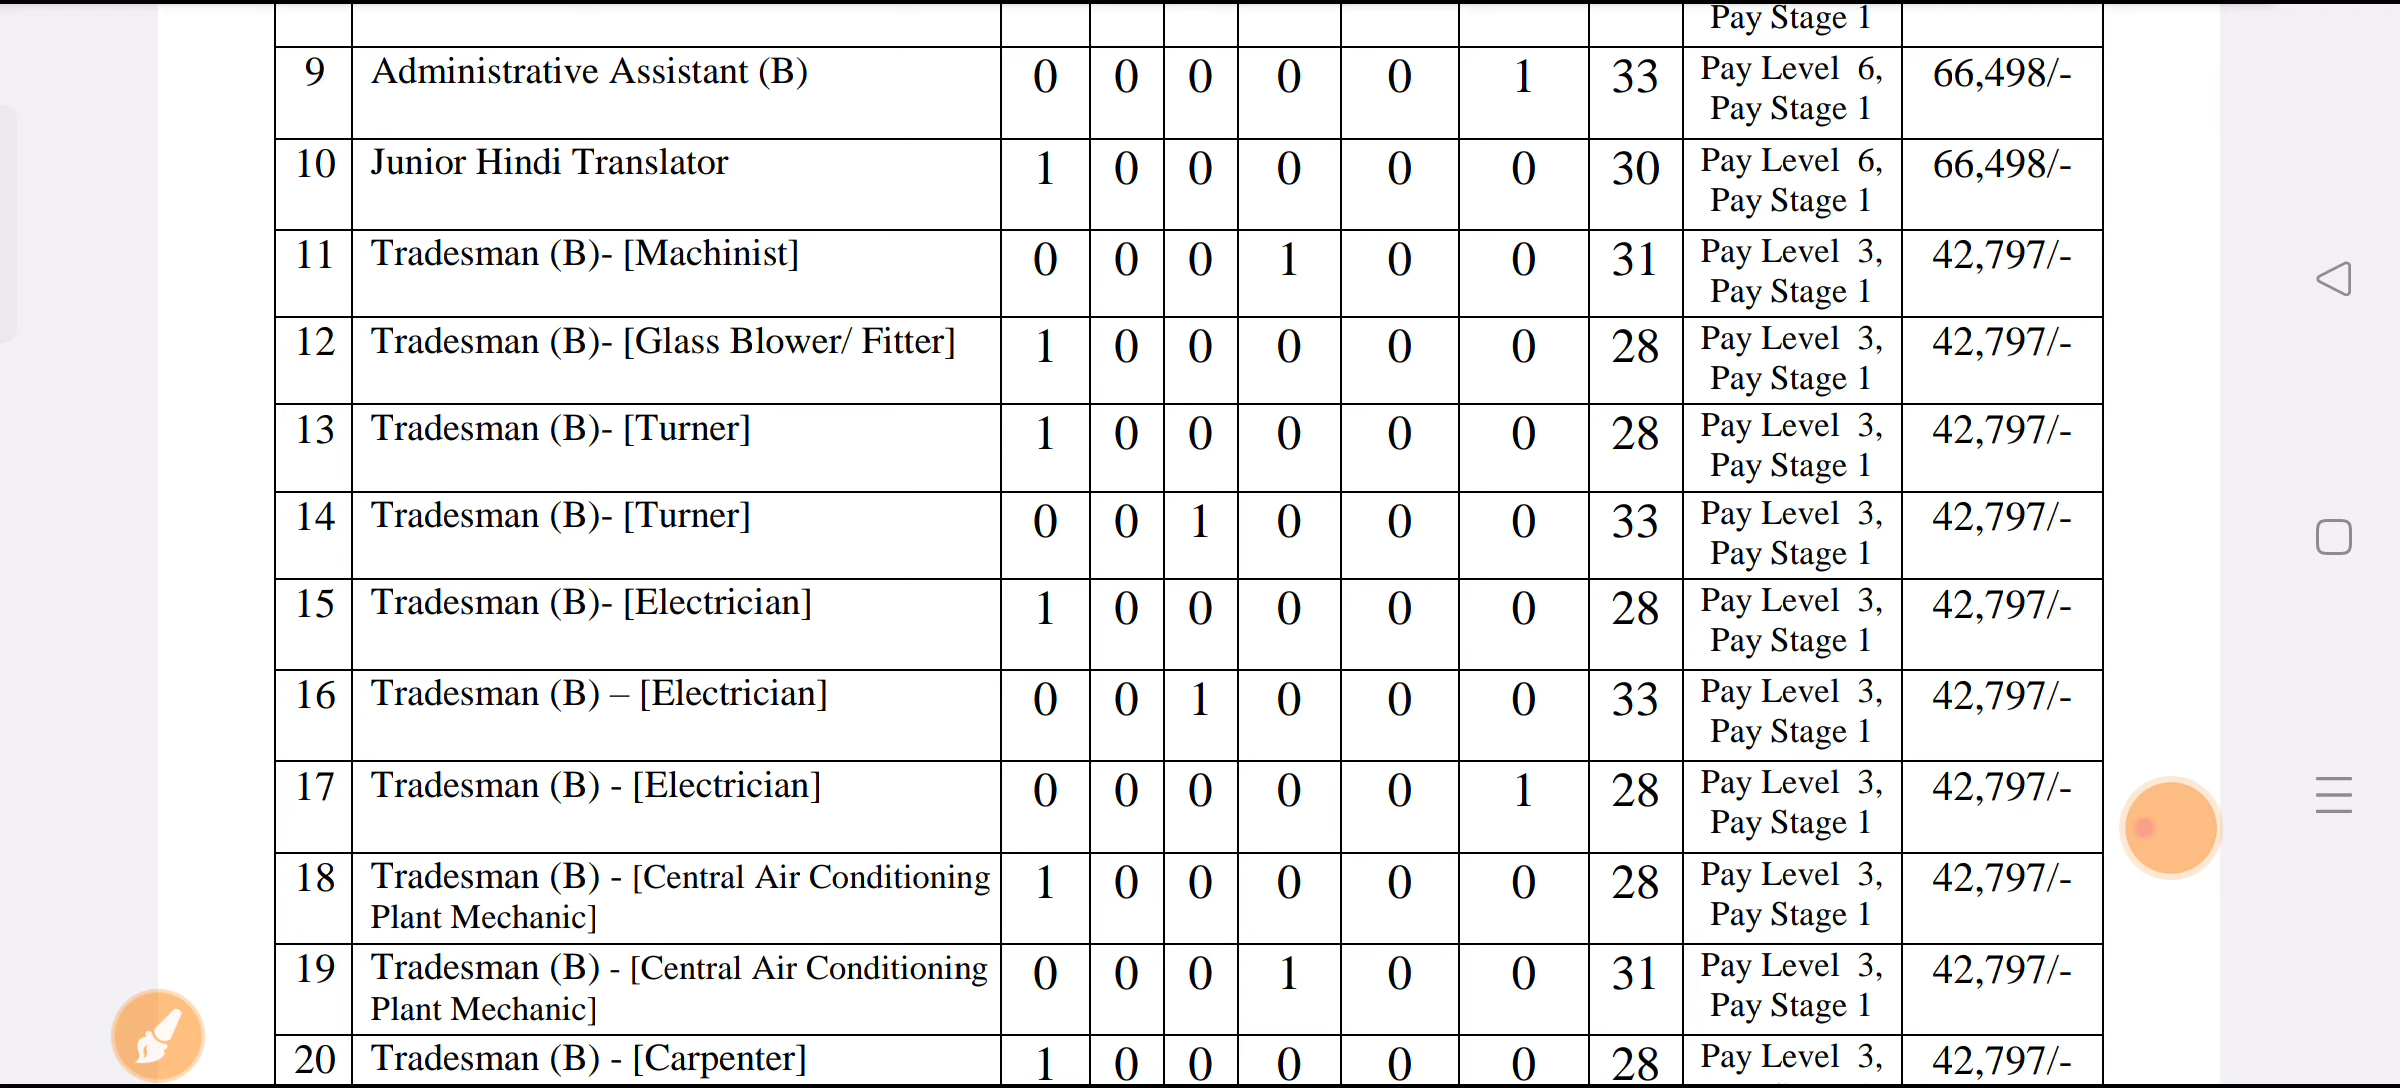 Pay Stage 1
9 Administrative Assistant (B) 0 0 0 0 0 1 33 Pay Level 6, 66,498/-
Pay Stage 1
10 Junior Hindi Translator 1 0 0 0 0 0 30 Pay Level 6, 66,498/-
Pay Stage 1
11 Tradesman (B)- [Machinist] 0 0 0 1 0 0 31 Pay Level 3, 42,797/-
Pay Stage 1
12 Tradesman (B)- [Glass Blower/ Fitter] 1 0 0 0 0 0 28 Pay Level 3, 42,797/-
Pay Stage 1
13 Tradesman (B)- [Turner] 1 0 0 0 0 0 28 Pay Level 3, 42,797/-
Pay Stage 1
14 Tradesman (B)- [Turner] 0 0 1 0 0 0 33 Pay Level 3, 42,797/-
Pay Stage 1
15 Tradesman (B)- [Electrician] 1 0 0 0 0 0 28 Pay Level 3, 42,797/-
Pay Stage 1
16 Tradesman (B) – [Electrician] 0 0 1 0 0 0 33 Pay Level 3, 42,797/-
Pay Stage 1
17 Tradesman (B) - [Electrician] 0 0 0 0 0 1 28 Pay Level 3, 42,797/-
Pay Stage 1
18 Tradesman (B) - [Central Air Conditioning 1 0 0 0 0 0 28 Pay Level 3, 42,797/-
Plant Mechanic] Pay Stage 1
19 Tradesman (B) - [Central Air Conditioning 0 0 0 1 0 0 31 Pay Level 3, 42,797/-
Plant Mechanic] Pay Stage 1
20 Tradesman (B) - [Carpenter] 1 0 0 0 0 0 28 Pay Level 3, 42,797/-